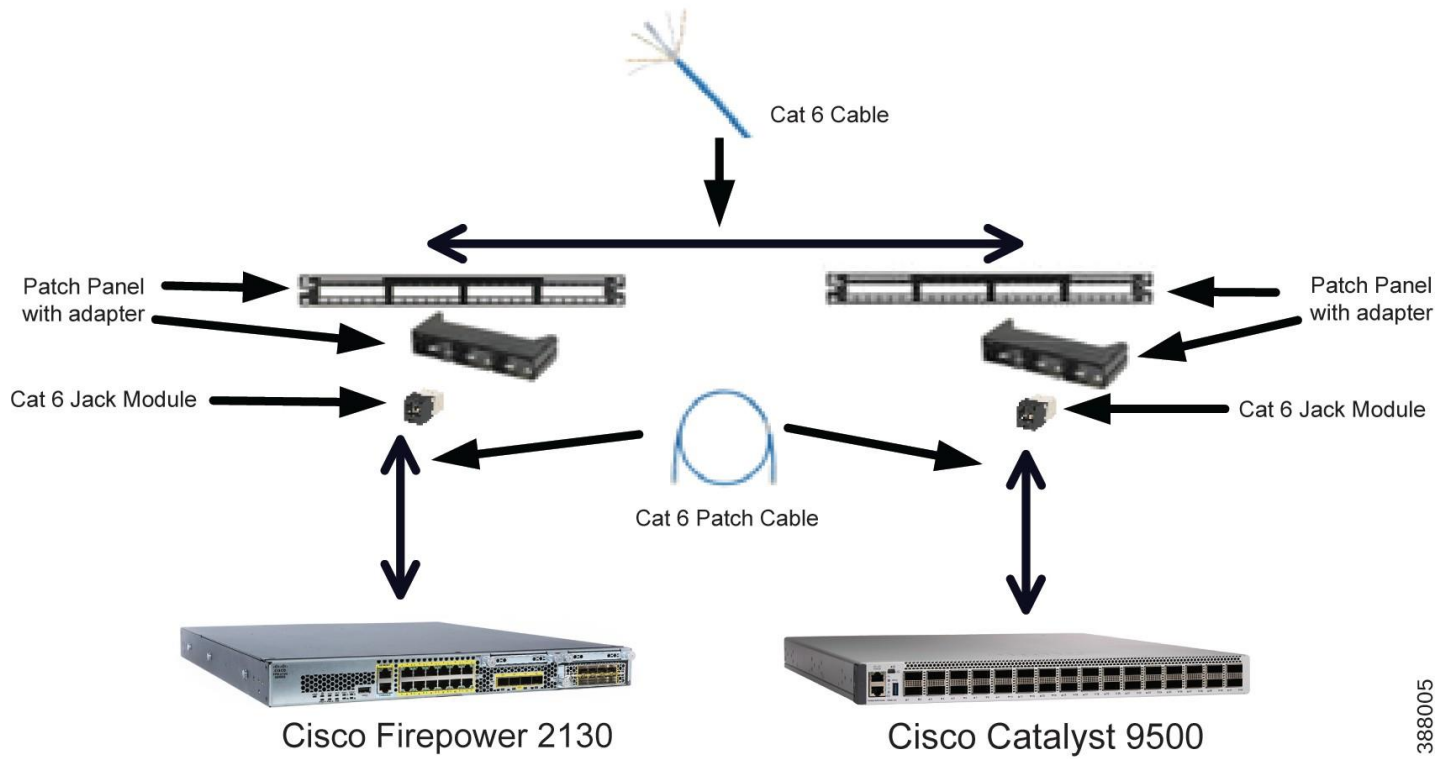 Cat 6 Cable
Patch Panel
with adapter
Patch Panel
with adapter
Cat 6 Jack Module
Cat 6 Jack Module
Cat 6 Patch Cable
Cisco Firepower 2130
Cisco Catalyst 9500
388005